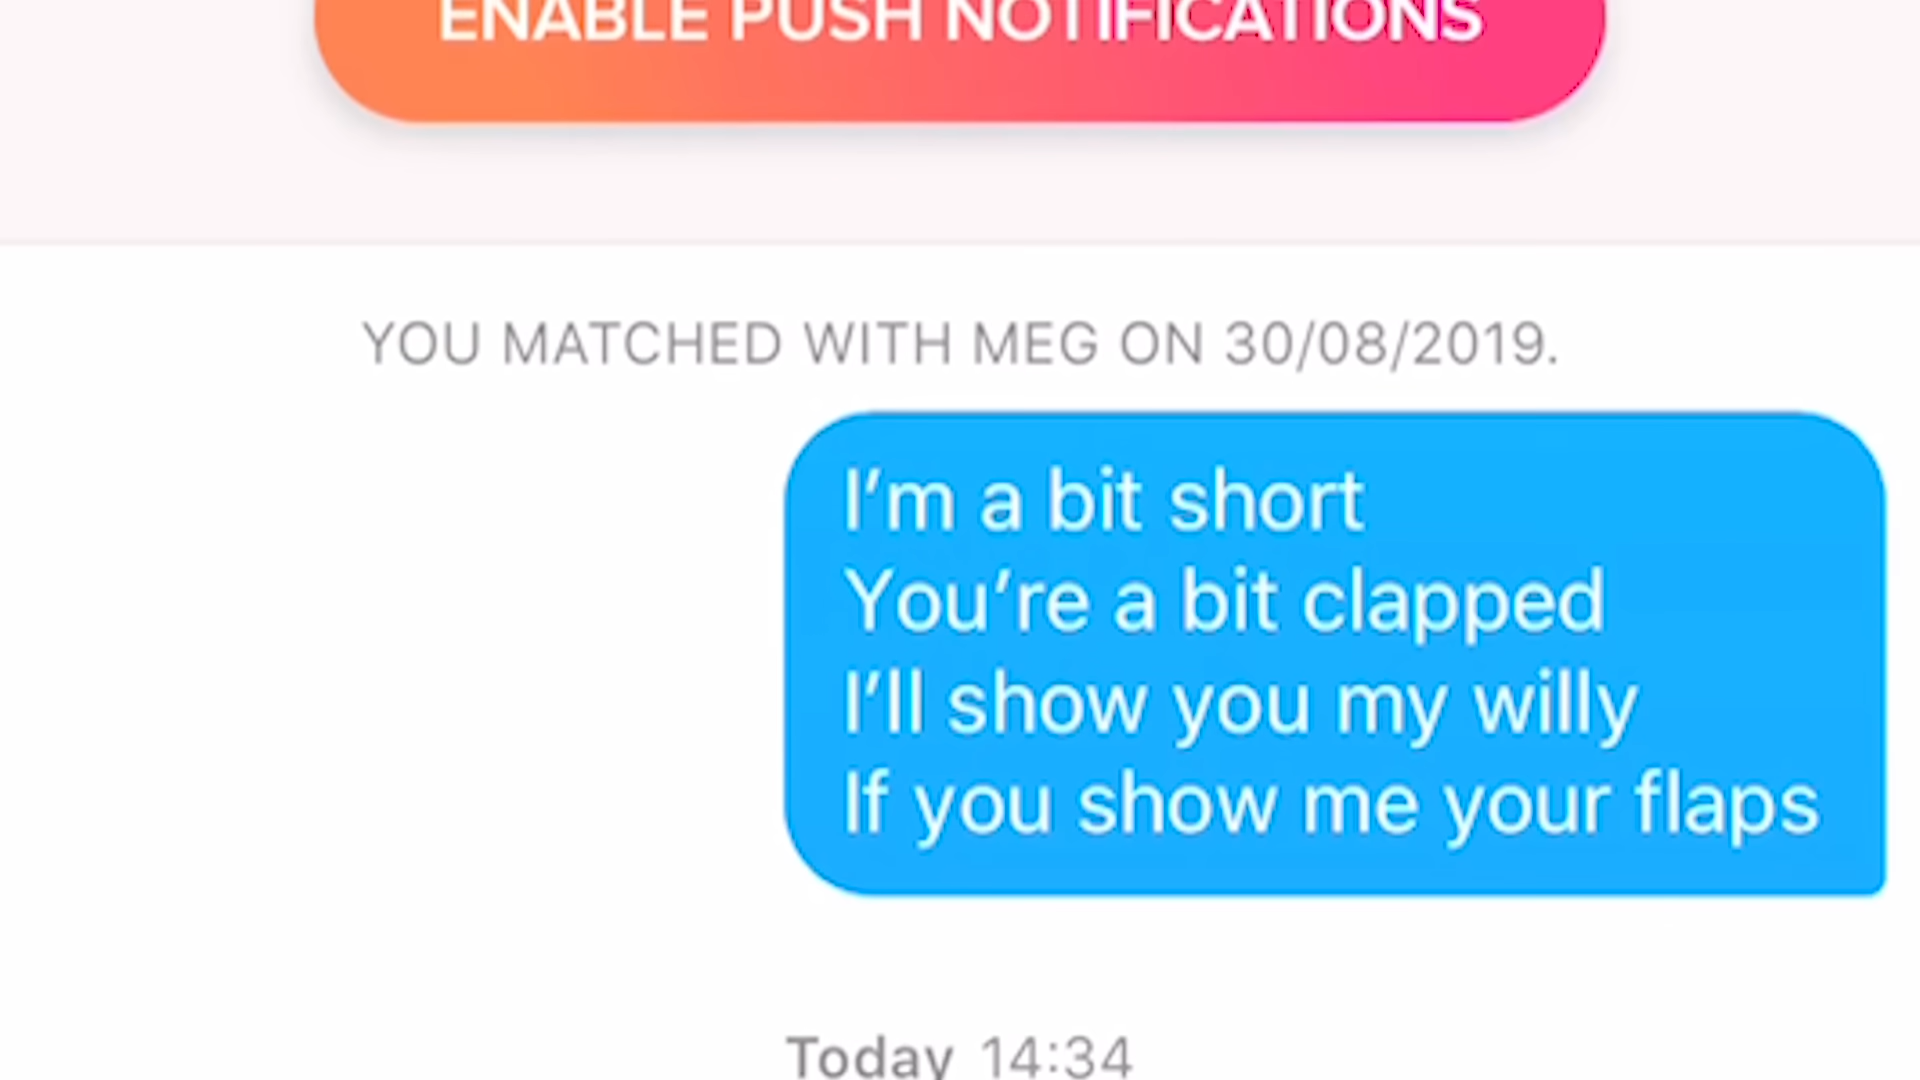 ENABLE PUSH NOTIFICATIONS
YOU MATCHED WITH MEG ON 30/08/2019.
I'm a bit short
You're a bit clapped
I'll show you my willy
If you show me your flaps
Today 14:34